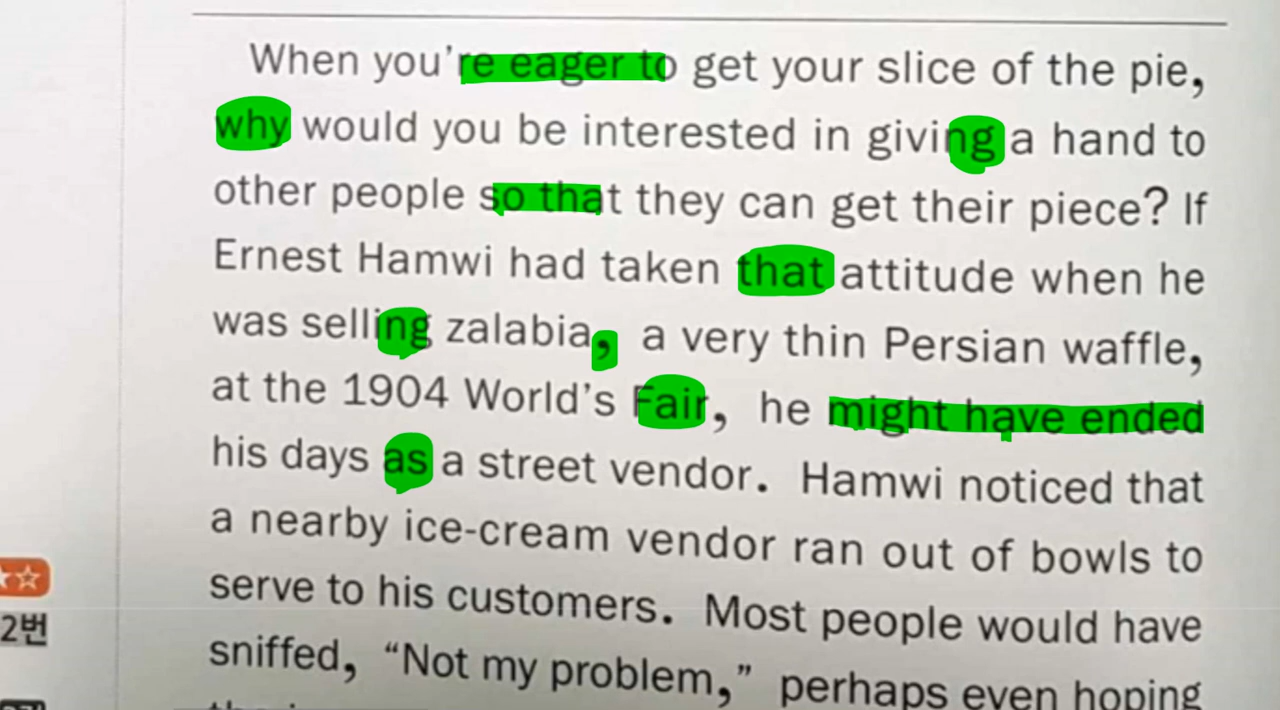 When you're eager to get your slice of the pie,
why would you be interested in giving a hand to
other people so that they can get their piece? If
Ernest Hamwi had taken that attitude when he
was selling zalabia, a very thin Persian waffle,
at the 1904 World's Fair, he might have ended
his days as a street vendor. Hamwi noticed that
a nearby ice-cream vendor ran out of bowls to
serve to his customers. Most people would have
2번
sniffed, “Not my problem,” perhaps even hoping